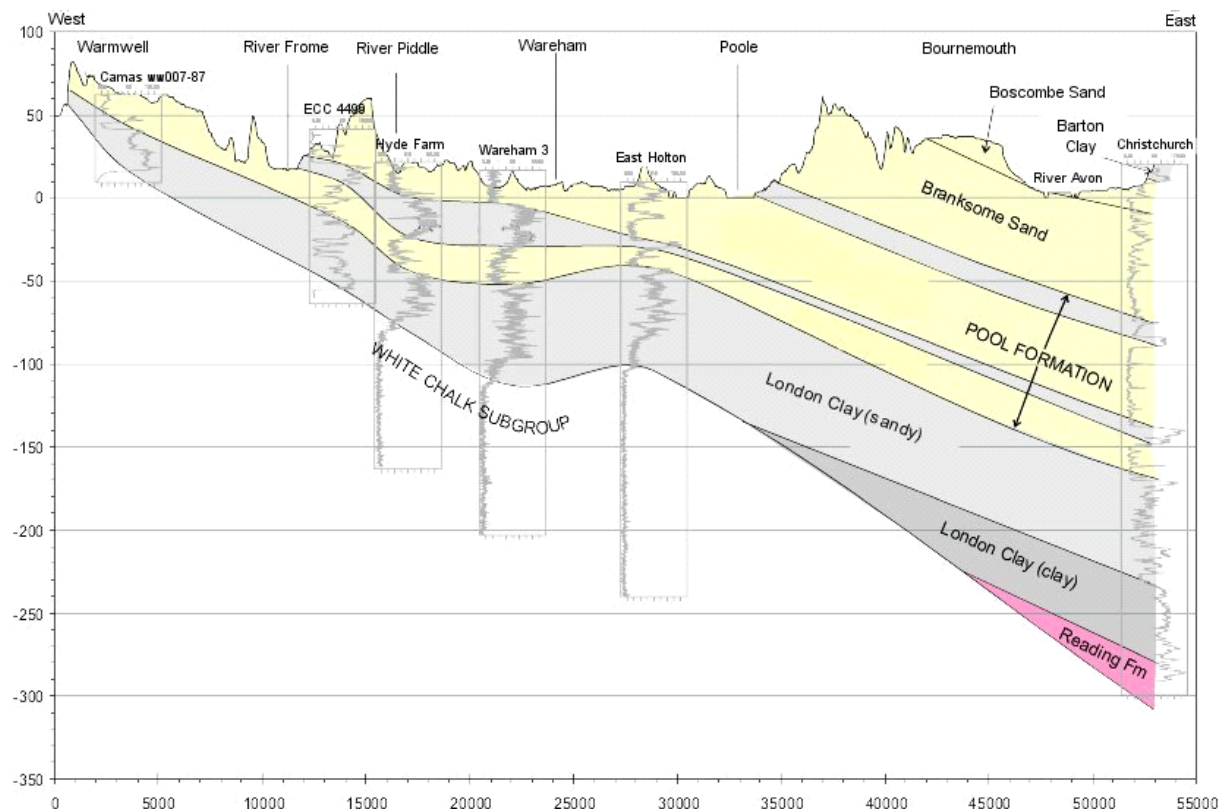 West
East
Warmwell
River Frome
River Piddle
Wareham
Poole
Bournemouth
Camas ww007-87
ECC 4499
Hyde Farm
Wareham 3
East Holton
Boscombe Sand
Barton
Clay
Christchurch
River Avon
Branksome Sand
POOL FORMATION
WHITE CHALK SUBGROUP
London Clay (sandy)
London Clay (clay)
Reading Fm
100
50
0
-50
-100
-150
-200
-250
-300
-350
0
5000
10000
15000
20000
25000
30000
35000
40000
45000
50000
55000